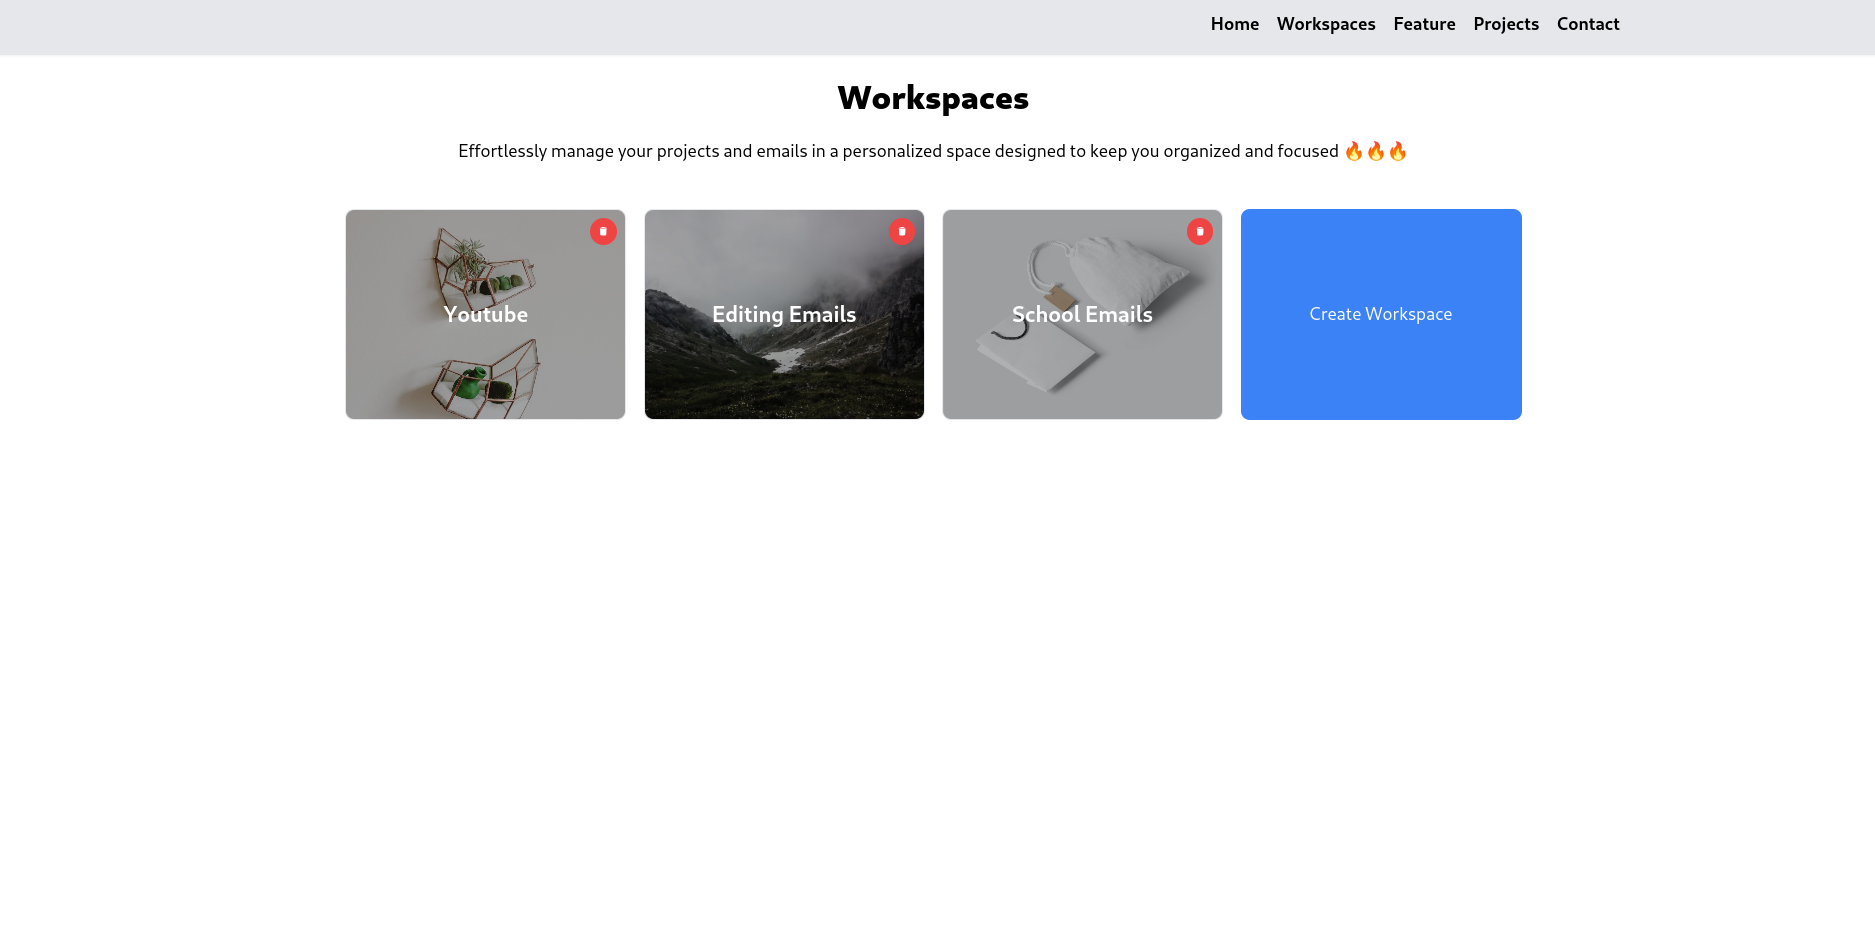 Home Workspaces Feature Projects Contact
Workspaces
Effortlessly manage your projects and emails in a personalized space designed to keep you organized and focused 🔥🔥🔥
Youtube
Editing Emails
School Emails
Create Workspace